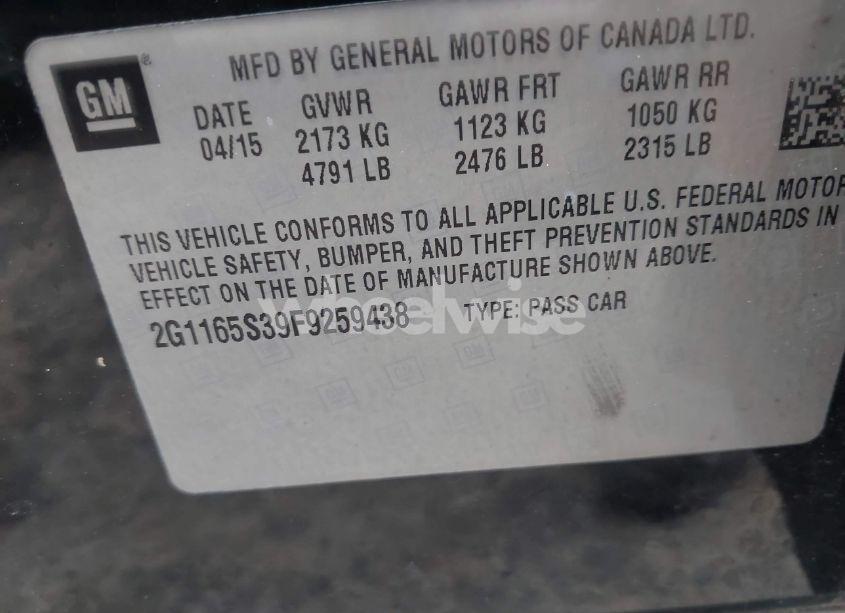 GM
MFD BY GENERAL MOTORS OF CANADA LTD.
DATE GVWR GAWR FRT GAWR RR
04/15 2173 KG 1123 KG 1050 KG
4791 LB 2476 LB 2315 LB
THIS VEHICLE CONFORMS TO ALL APPLICABLE U.S. FEDERAL MOTOR
VEHICLE SAFETY, BUMPER, AND THEFT PREVENTION STANDARDS IN
EFFECT ON THE DATE OF MANUFACTURE SHOWN ABOVE.
2G1165S39F9259438 TYPE: PASS CAR
wheelwise